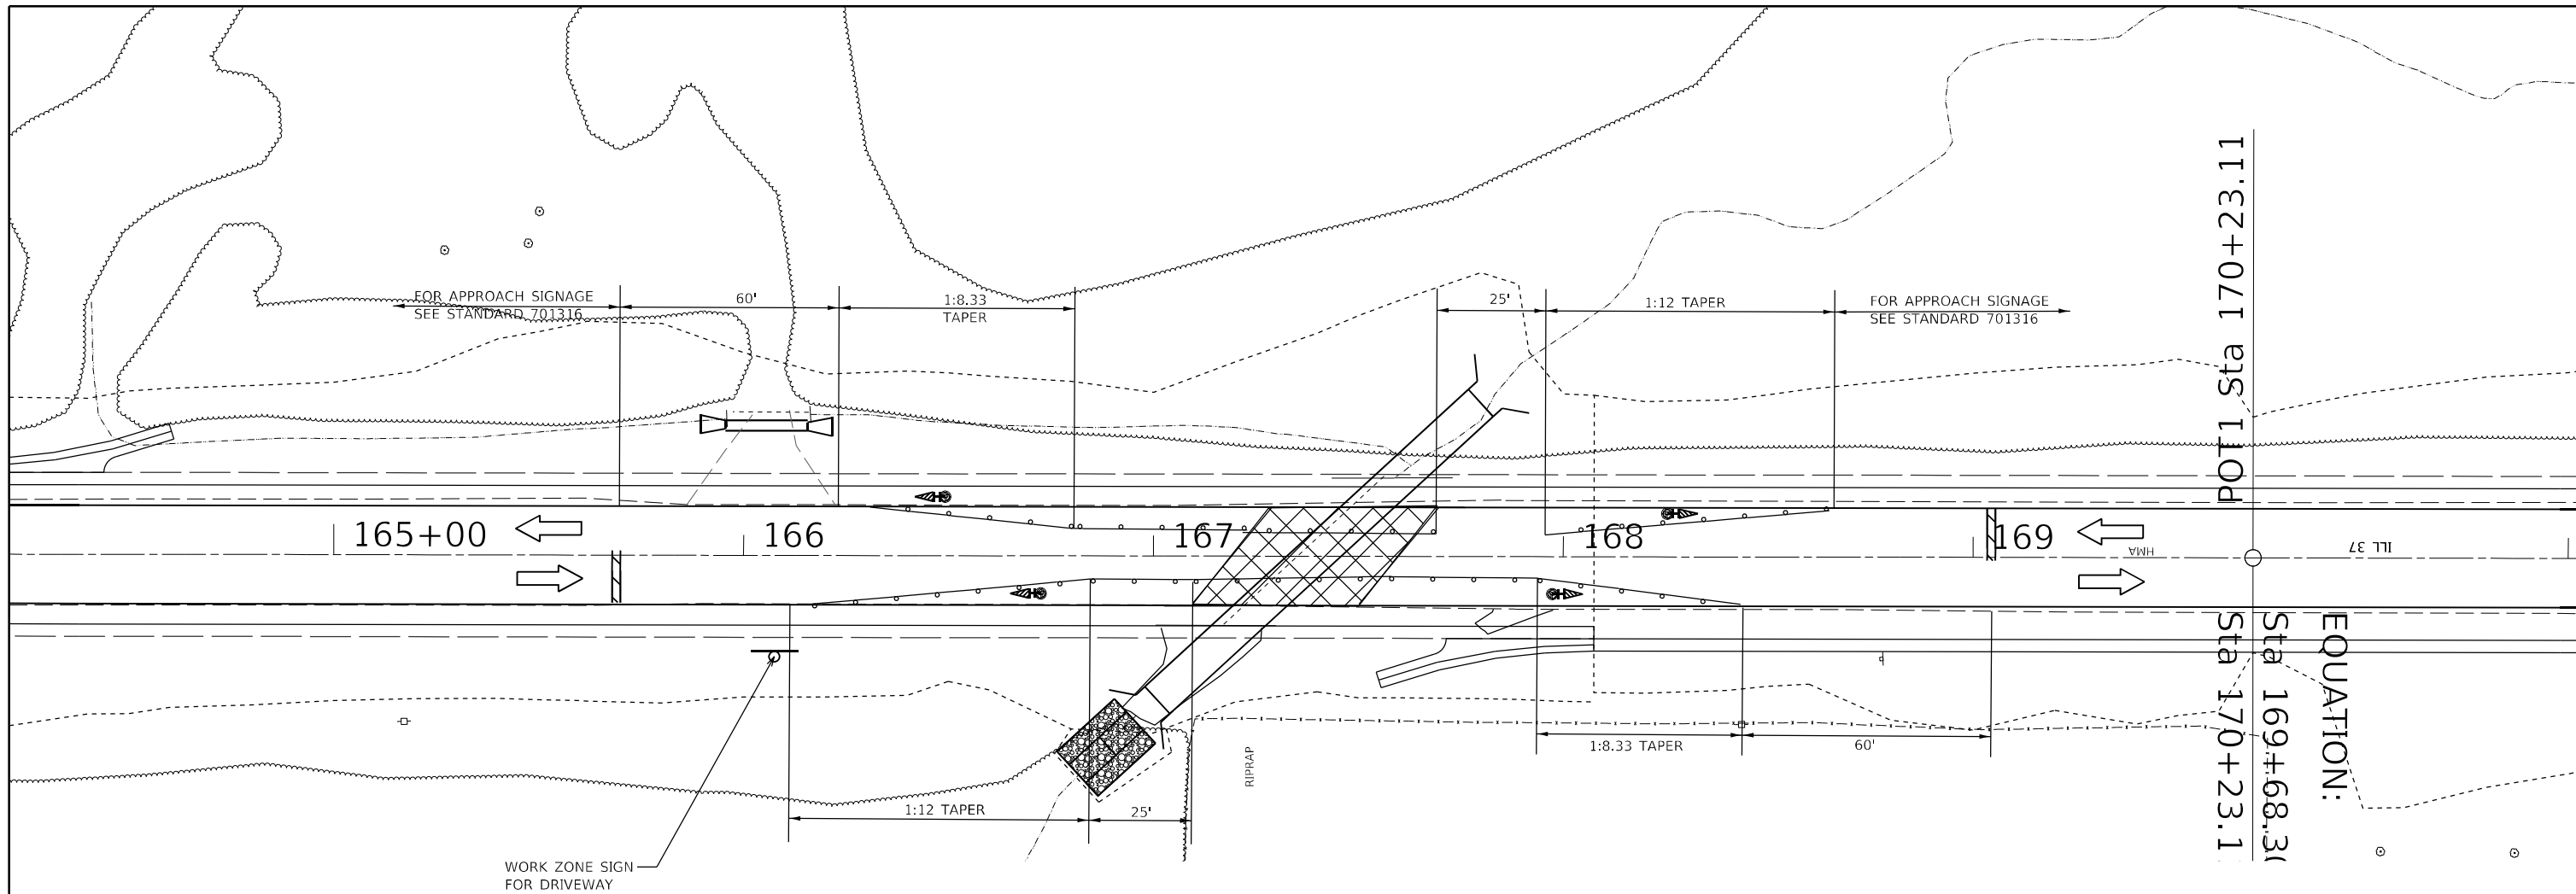 FOR APPROACH SIGNAGE
SEE STANDARD 701316
60'
1:8.33
TAPER
25'
1:12 TAPER
FOR APPROACH SIGNAGE
SEE STANDARD 701316
POT1 Sta 170+23.11
165+00
166
167
168
169
HMA
ILL 37
EQUATION:
Sta 169+68.30
Sta 170+23.1
1:8.33 TAPER
60'
RIPRAP
1:12 TAPER
25'
WORK ZONE SIGN
FOR DRIVEWAY